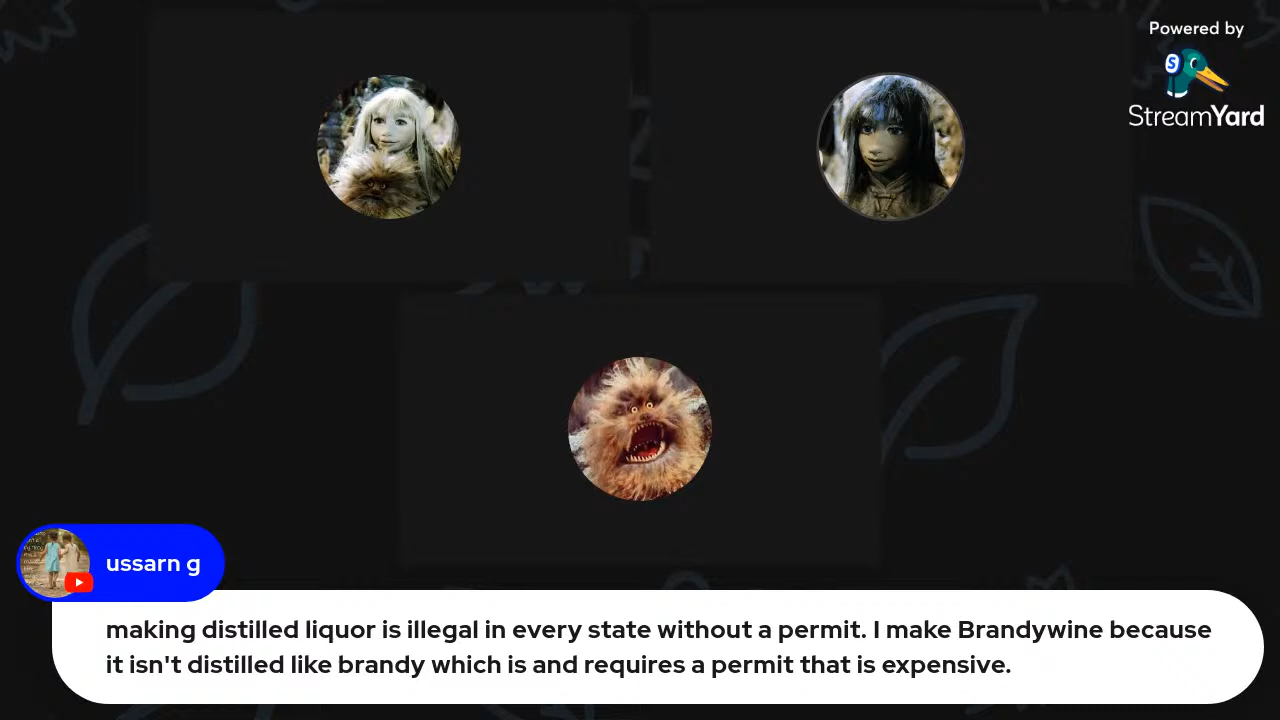 Powered by
StreamYard
ussarn g
making distilled liquor is illegal in every state without a permit. I make Brandywine because
it isn't distilled like brandy which is and requires a permit that is expensive.